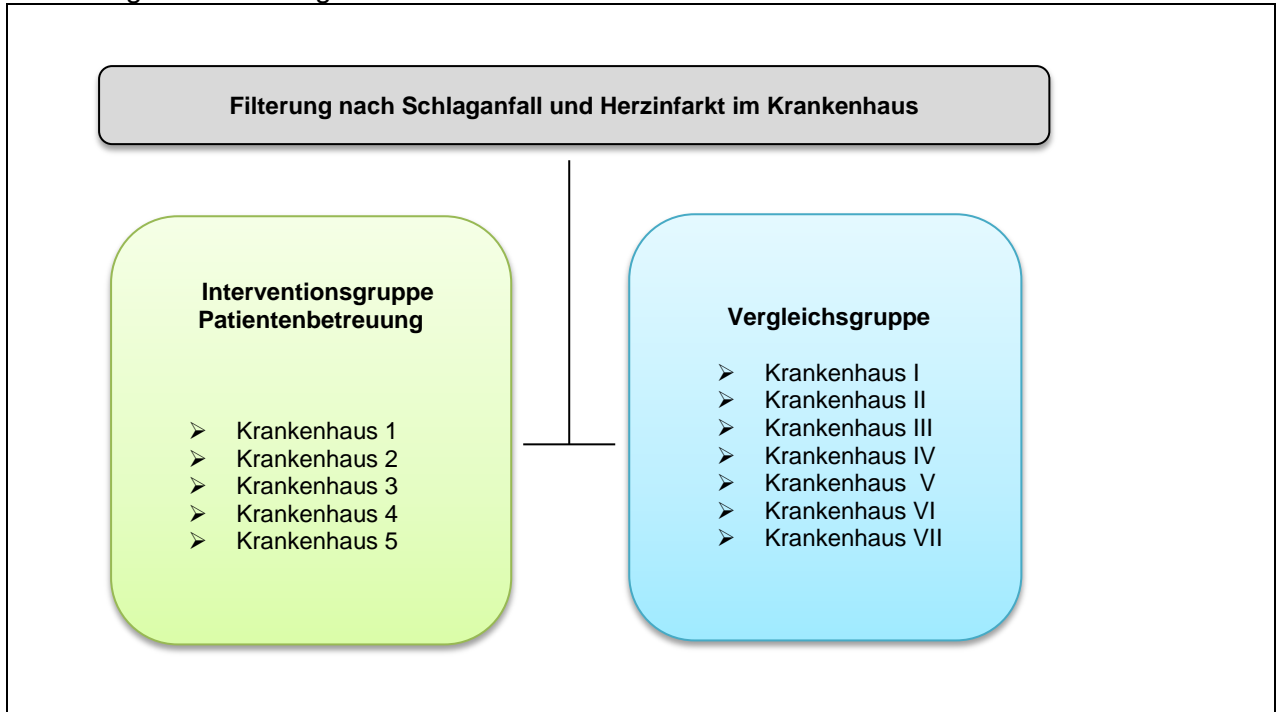 Filterung nach Schlaganfall und Herzinfarkt im Krankenhaus
Interventionsgruppe
Patientenbetreuung
➢ Krankenhaus 1
➢ Krankenhaus 2
➢ Krankenhaus 3
➢ Krankenhaus 4
➢ Krankenhaus 5
Vergleichsgruppe
➢ Krankenhaus I
➢ Krankenhaus II
➢ Krankenhaus III
➢ Krankenhaus IV
➢ Krankenhaus V
➢ Krankenhaus VI
➢ Krankenhaus VII